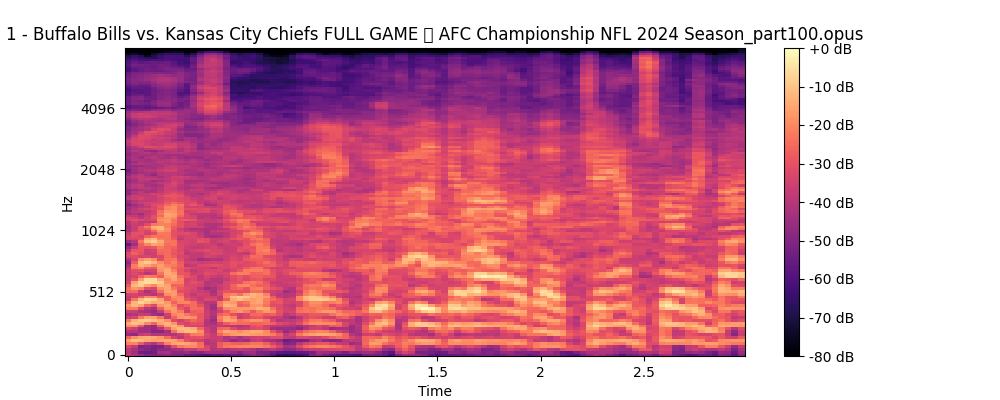 1 - Buffalo Bills vs. Kansas City Chiefs FULL GAME ▯ AFC Championship NFL 2024 Season_part100.opus
+0 dB
-10 dB
-20 dB
-30 dB
-40 dB
-50 dB
-60 dB
-70 dB
-80 dB
4096
2048
1024
512
0
Hz
0
0.5
1
1.5
2
2.5
Time